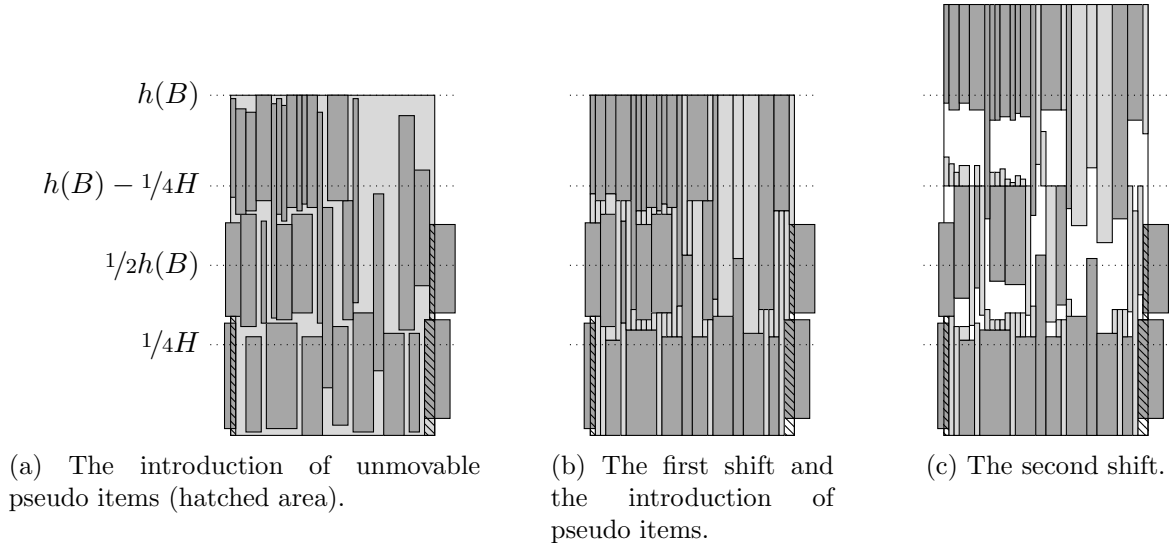 h(B)
h(B) − 1/4H
1/2h(B)
1/4H
(a) The introduction of unmovable
pseudo items (hatched area).
(b) The first shift and
the introduction of
pseudo items.
(c) The second shift.